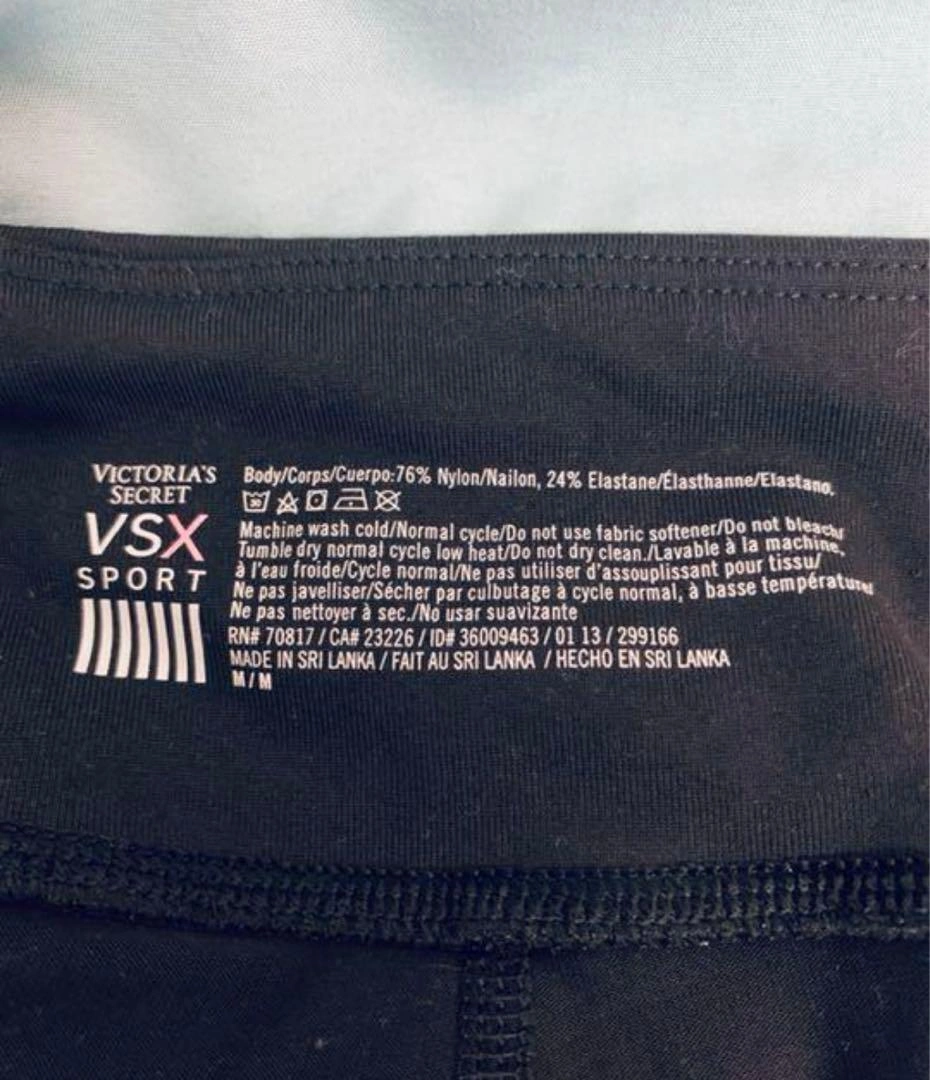 VICTORIA'S
SECRET
VSX
SPORT
Body/Corps/Cuerpo:76% Nylon/Nailon, 24% Elastane/Élasthanne/Elastano.
30
Machine wash cold/Normal cycle/Do not use fabric softener/Do not bleach/
Tumble dry normal cycle low heat/Do not dry clean./Lavable à la machine,
à l'eau froide/Cycle normal/Ne pas utiliser d'assouplissant pour tissu/
Ne pas javelliser/Sécher par culbutage à cycle normal, à basse température/
Ne pas nettoyer à sec./No usar suavizante
RN# 70817 / CA# 23226 / ID# 36009463 / 01 13 / 299166
MADE IN SRI LANKA / FAIT AU SRI LANKA / HECHO EN SRI LANKA
M / M